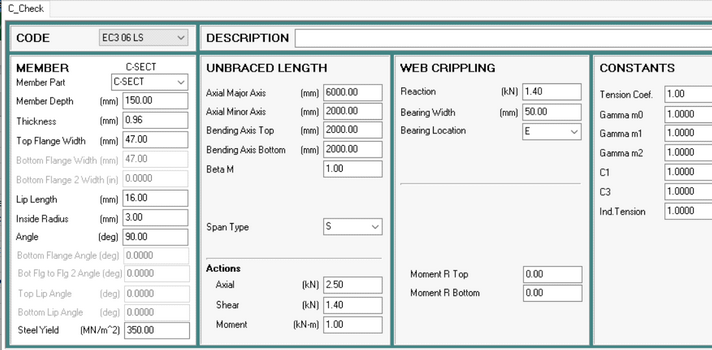 C_Check
CODE EC3 06 LS DESCRIPTION
MEMBER C-SECT
Member Part C-SECT
Member Depth (mm) 150.00
Thickness (mm) 0.96
Top Flange Width (mm) 47.00
Bottom Flange Width (mm) 47.00
Bottom Flange 2 Width (in) 0.0000
Lip Length (mm) 16.00
Inside Radius (mm) 3.00
Angle (deg) 90.00
Bottom Flange Angle (deg) 0.0000
Bot Flg to Flg 2 Angle (deg) 0.0000
Top Lip Angle (deg) 0.0000
Bottom Lip Angle (deg) 0.0000
Steel Yield (MN/m^2) 350.00
UNBRACED LENGTH
Axial Major Axis (mm) 6000.00
Axial Minor Axis (mm) 2000.00
Bending Axis Top (mm) 2000.00
Bending Axis Bottom (mm) 2000.00
Beta M 1.00
Span Type S
Actions
Axial (kN) 2.50
Shear (kN) 1.40
Moment (kN-m) 1.00
WEB CRIPPLING
Reaction (kN) 1.40
Bearing Width (mm) 50.00
Bearing Location E
Moment R Top 0.00
Moment R Bottom 0.00
CONSTANTS
Tension Coef. 1.00
Gamma m0 1.0000
Gamma m1 1.0000
Gamma m2 1.0000
C1 1.0000
C3 1.0000
Ind.Tension 1.0000